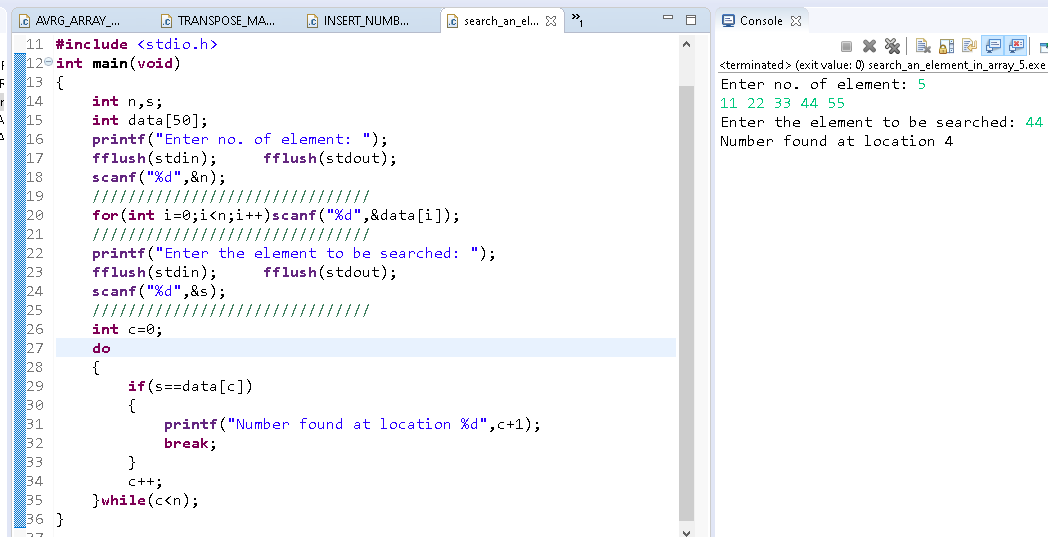 AVRG_ARRAY_... TRANSPOSE_MA... INSERT_NUMB... search_an_el... »1
11 #include <stdio.h>
12 int main(void)
13 {
14     int n,s;
15     int data[50];
16     printf("Enter no. of element: ");
17     fflush(stdin);     fflush(stdout);
18     scanf("%d",&n);
19     ///////////////////////////////
20     for(int i=0;i<n;i++)scanf("%d",&data[i]);
21     ///////////////////////////////
22     printf("Enter the element to be searched: ");
23     fflush(stdin);     fflush(stdout);
24     scanf("%d",&s);
25     ///////////////////////////////
26     int c=0;
27     do
28     {
29         if(s==data[c])
30         {
31             printf("Number found at location %d",c+1);
32             break;
33         }
34         c++;
35     }while(c<n);
36 }
Console
<terminated> (exit value: 0) search_an_element_in_array_5.exe
Enter no. of element: 5
11 22 33 44 55
Enter the element to be searched: 44
Number found at location 4